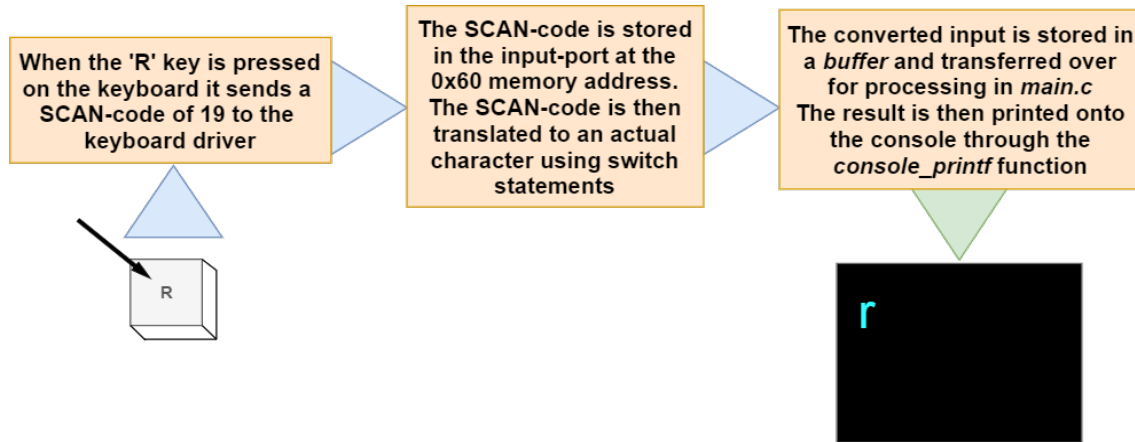 When the 'R' key is pressed
on the keyboard it sends a
SCAN-code of 19 to the
keyboard driver
The SCAN-code is stored
in the input-port at the
0x60 memory address.
The SCAN-code is then
translated to an actual
character using switch
statements
The converted input is stored in
a buffer and transferred over
for processing in main.c
The result is then printed onto
the console through the
console_printf function
R
r